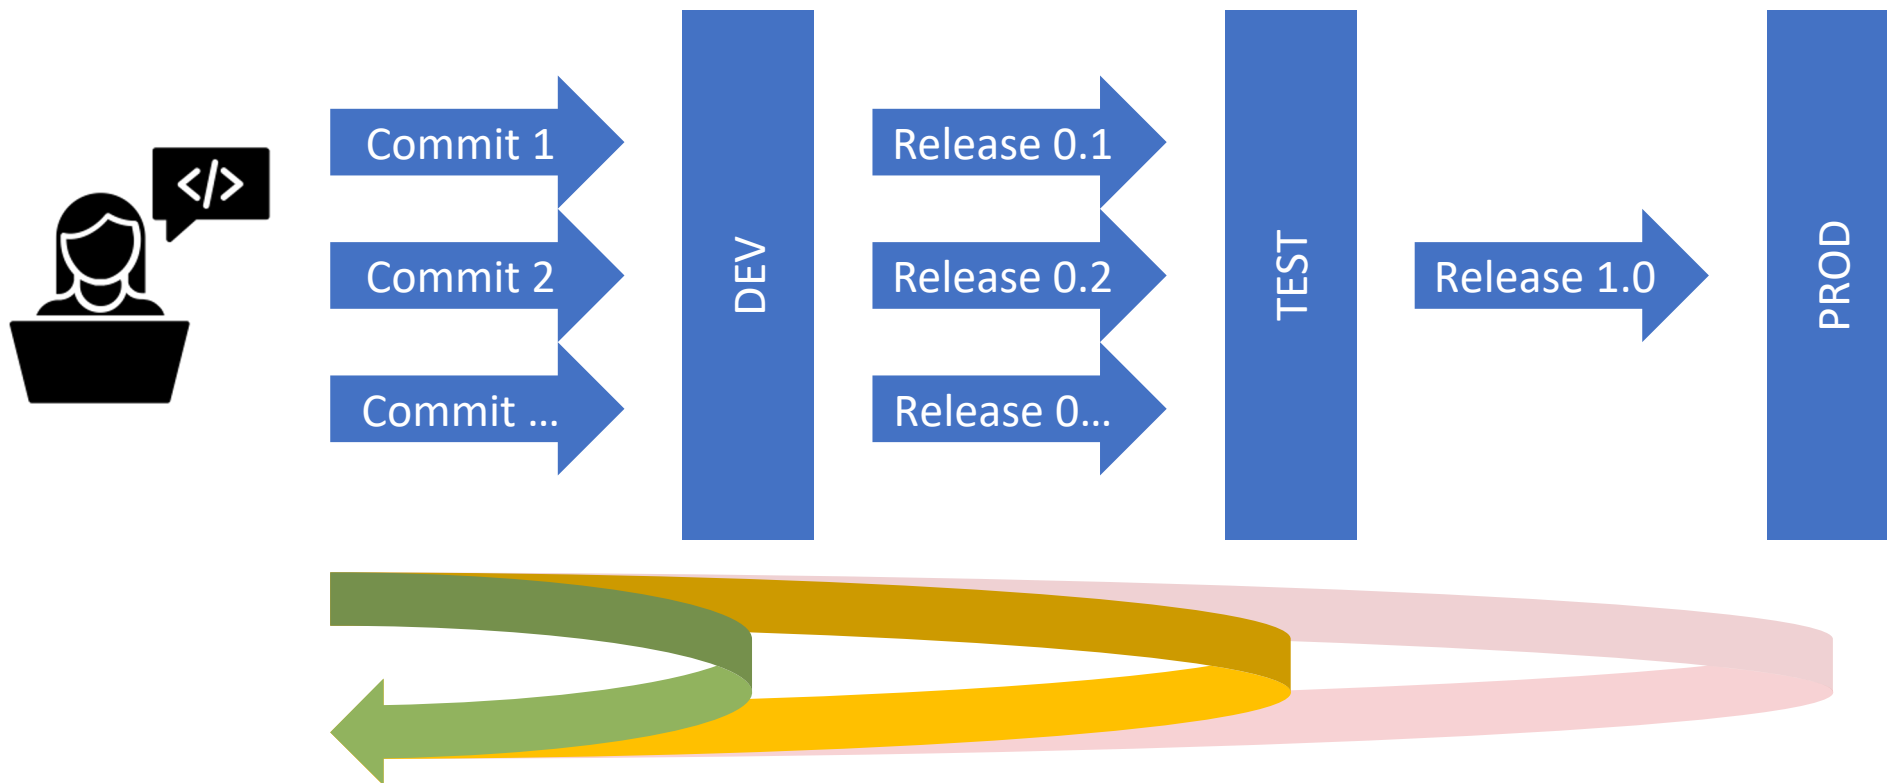 </>
Commit 1
Commit 2
Commit ...
DEV
Release 0.1
Release 0.2
Release 0...
TEST
Release 1.0
PROD